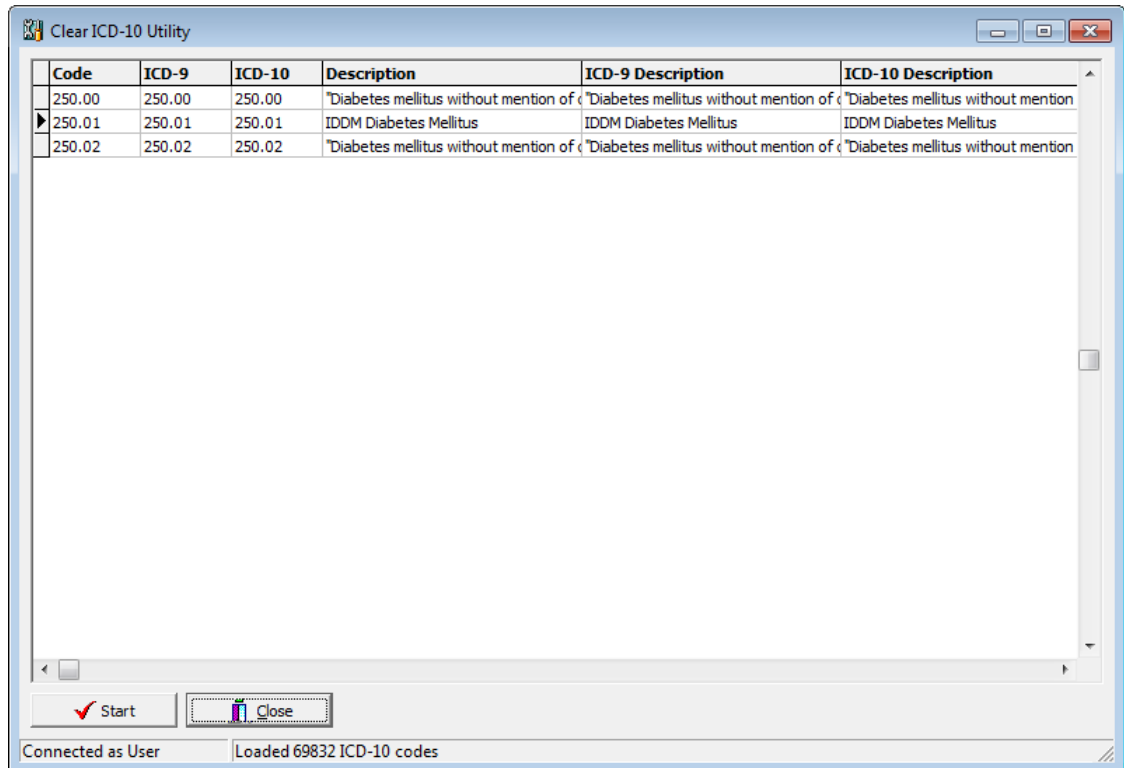 Clear ICD-10 Utility
Code ICD-9 ICD-10 Description ICD-9 Description ICD-10 Description
250.00 250.00 250.00 "Diabetes mellitus without mention of "Diabetes mellitus without mention of "Diabetes mellitus without mention
250.01 250.01 250.01 IDDM Diabetes Mellitus IDDM Diabetes Mellitus IDDM Diabetes Mellitus
250.02 250.02 250.02 "Diabetes mellitus without mention of "Diabetes mellitus without mention of "Diabetes mellitus without mention
Start Close
Connected as User Loaded 69832 ICD-10 codes